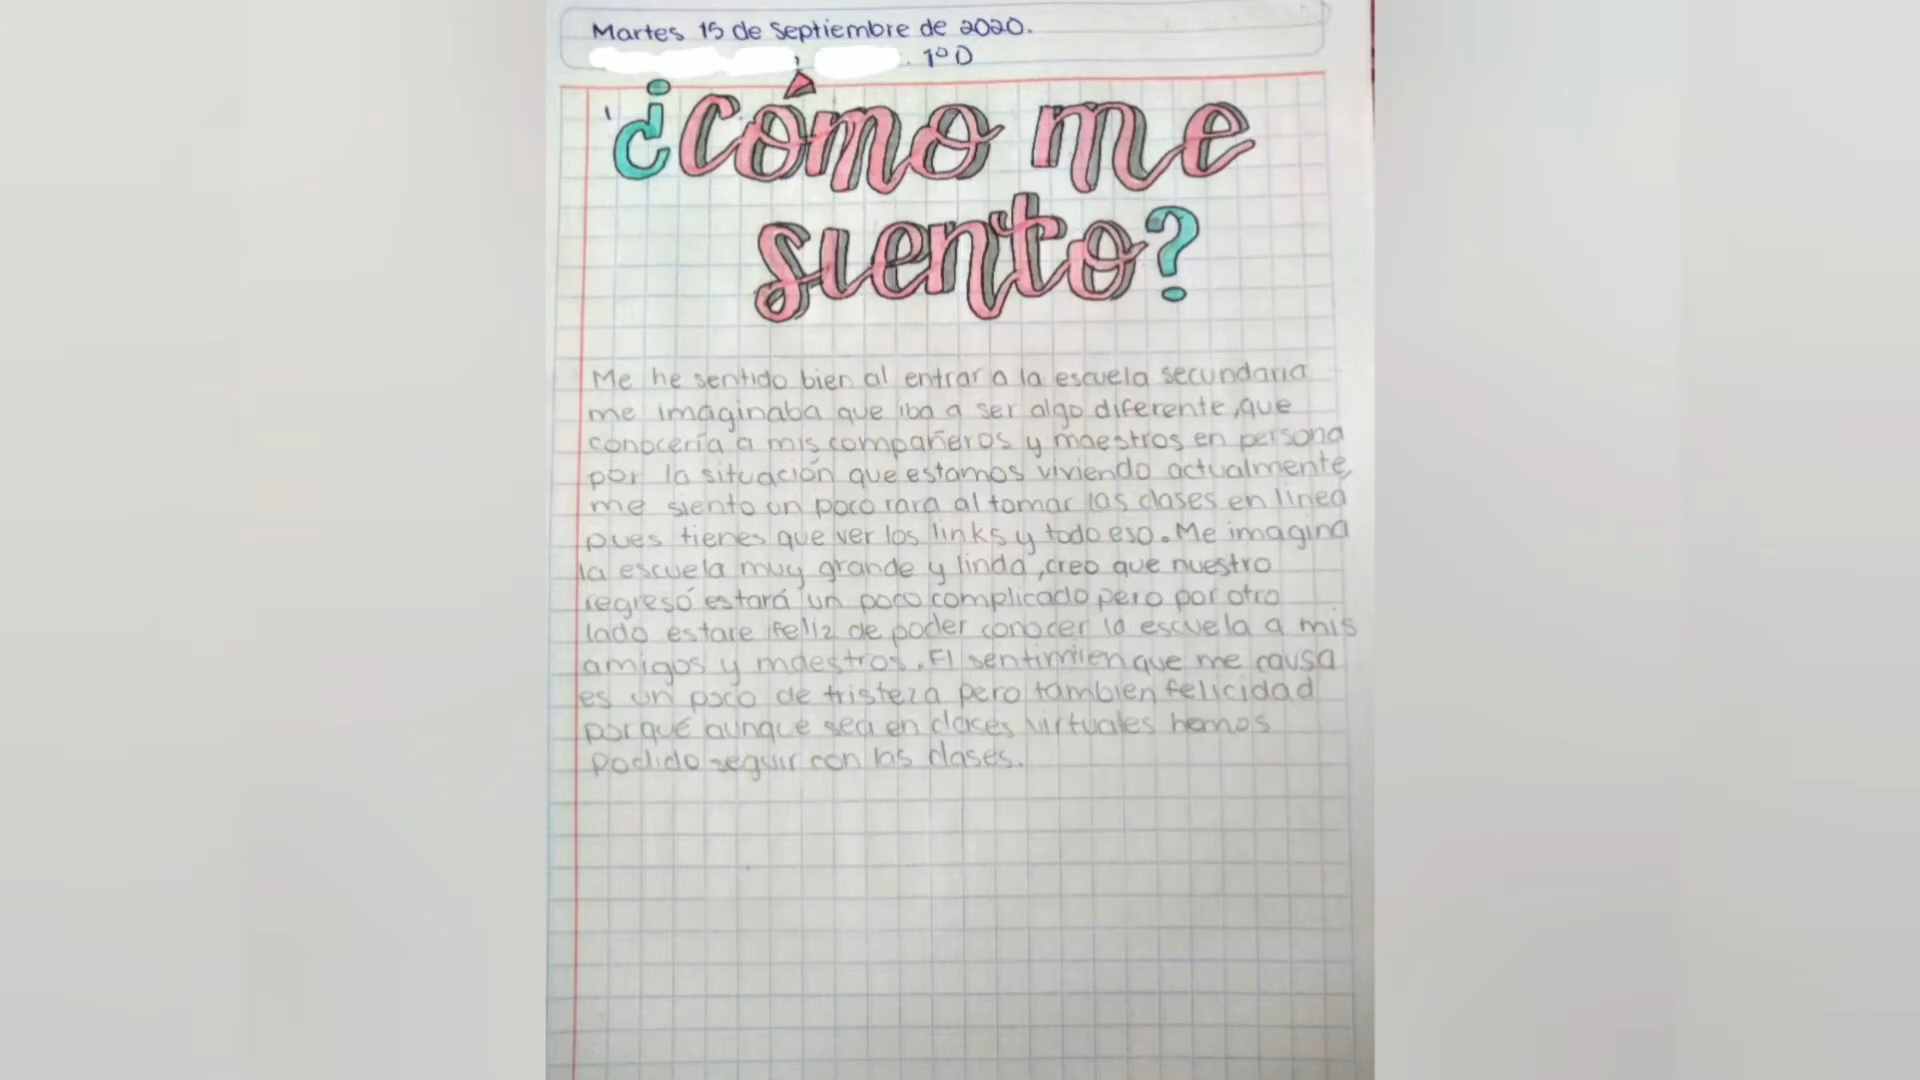 Martes 15 de Septiembre de 2020.
1º D
¿Cómo me
siento?
Me he sentido bien al entrar a la escuela secundaria
me imaginaba que iba a ser algo diferente, que
conocería a mis compañeros y maestros en persona
por la situación que estamos viviendo actualmente,
me siento un poco rara al tomar las clases en linea
pues tienes que ver los links y todo eso. Me imagina
la escuela muy grande y linda, creo que nuestro
regresó estará un poco complicado pero por otro
lado estare feliz de poder conocer la escuela a mis
amigos y maestros. El sentimien que me causa
es un poco de tristeza pero tambien felicidad
porqué aunque sea en clases virtuales hemos
podido seguir con las clases.